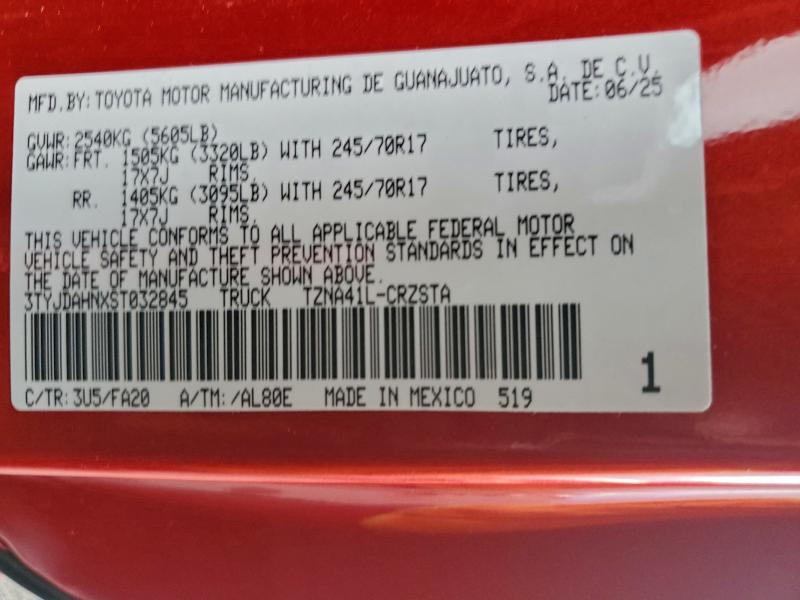 MFD.BY:TOYOTA MOTOR MANUFACTURING DE GUANAJUATO, S.A. DE C.V.
DATE:06/25
GVWR:2540KG (5605LB)
GAWR:FRT. 1505KG (3320LB) WITH 245/70R17 TIRES,
17X7J RIMS,
RR. 1405KG (3095LB) WITH 245/70R17 TIRES,
17X7J RIMS,
THIS VEHICLE CONFORMS TO ALL APPLICABLE FEDERAL MOTOR
VEHICLE SAFETY AND THEFT PREVENTION STANDARDS IN EFFECT ON
THE DATE OF MANUFACTURE SHOWN ABOVE.
3TYJDAHNXST032845 TRUCK TZNA41L-CRZSTA
1
C/TR:3U5/FA20 A/TM:/AL80E MADE IN MEXICO 519